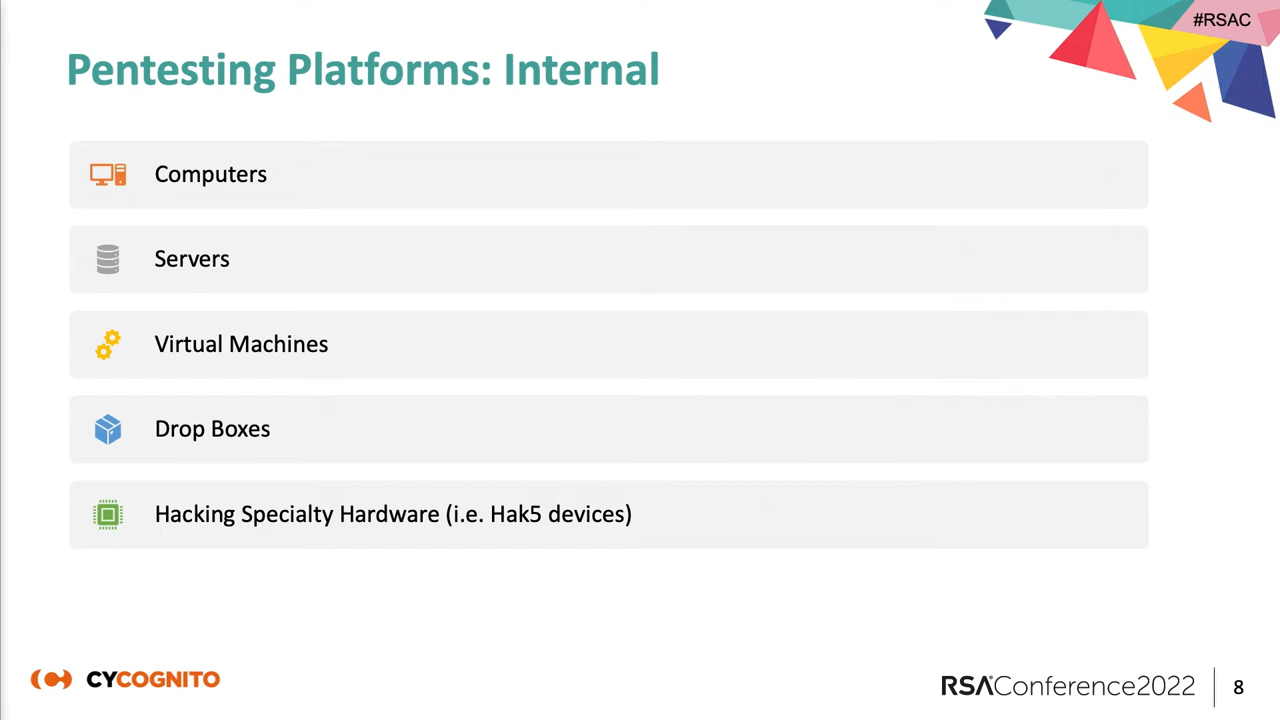 #RSAC
Pentesting Platforms: Internal
Computers
Servers
Virtual Machines
Drop Boxes
Hacking Specialty Hardware (i.e. Hak5 devices)
CYCOGNITO
RSAConference2022
8